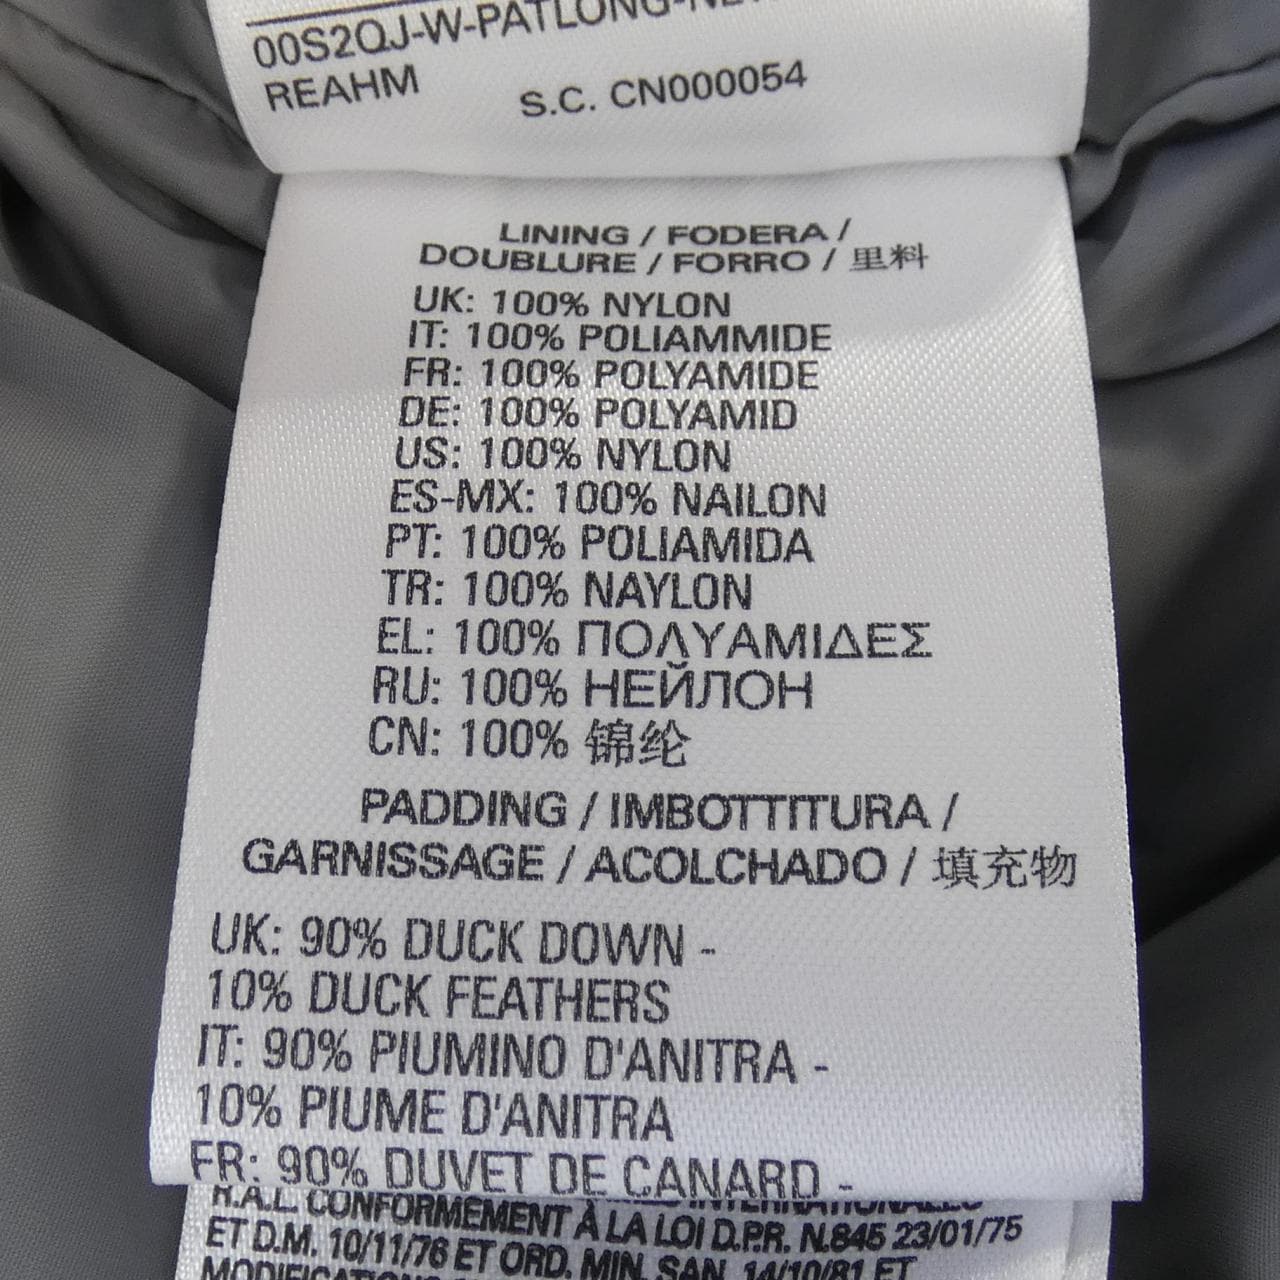 00S2QJ-W-PATLONG-
REAHM
S.C. CN000054
LINING / FODERA /
DOUBLURE / FORRO / 里料
UK: 100% NYLON
IT: 100% POLIAMMIDE
FR: 100% POLYAMIDE
DE: 100% POLYAMID
US: 100% NYLON
ES-MX: 100% NAILON
PT: 100% POLIAMIDA
TR: 100% NAYLON
EL: 100% ΠΟΛΥΑΜΙΔΕΣ
RU: 100% НЕЙЛОН
CN: 100% 锦纶
PADDING / IMBOTTITURA /
GARNISSAGE / ACOLCHADO / 填充物
UK: 90% DUCK DOWN -
10% DUCK FEATHERS
IT: 90% PIUMINO D'ANITRA -
10% PIUME D'ANITRA
FR: 90% DUVET DE CANARD -
R.A.L. CONFORMEMENT À LA LOI D.P.R. N.845 23/01/75
ET D.M. 10/11/76 ET ORD. MIN. SAN. 14/10/81 ET